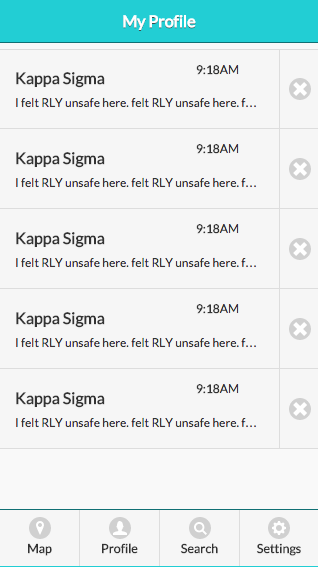 My Profile
9:18AM
Kappa Sigma
I felt RLY unsafe here. felt RLY unsafe here. f...
9:18AM
Kappa Sigma
I felt RLY unsafe here. felt RLY unsafe here. f...
9:18AM
Kappa Sigma
I felt RLY unsafe here. felt RLY unsafe here. f...
9:18AM
Kappa Sigma
I felt RLY unsafe here. felt RLY unsafe here. f...
9:18AM
Kappa Sigma
I felt RLY unsafe here. felt RLY unsafe here. f...
Map Profile Search Settings